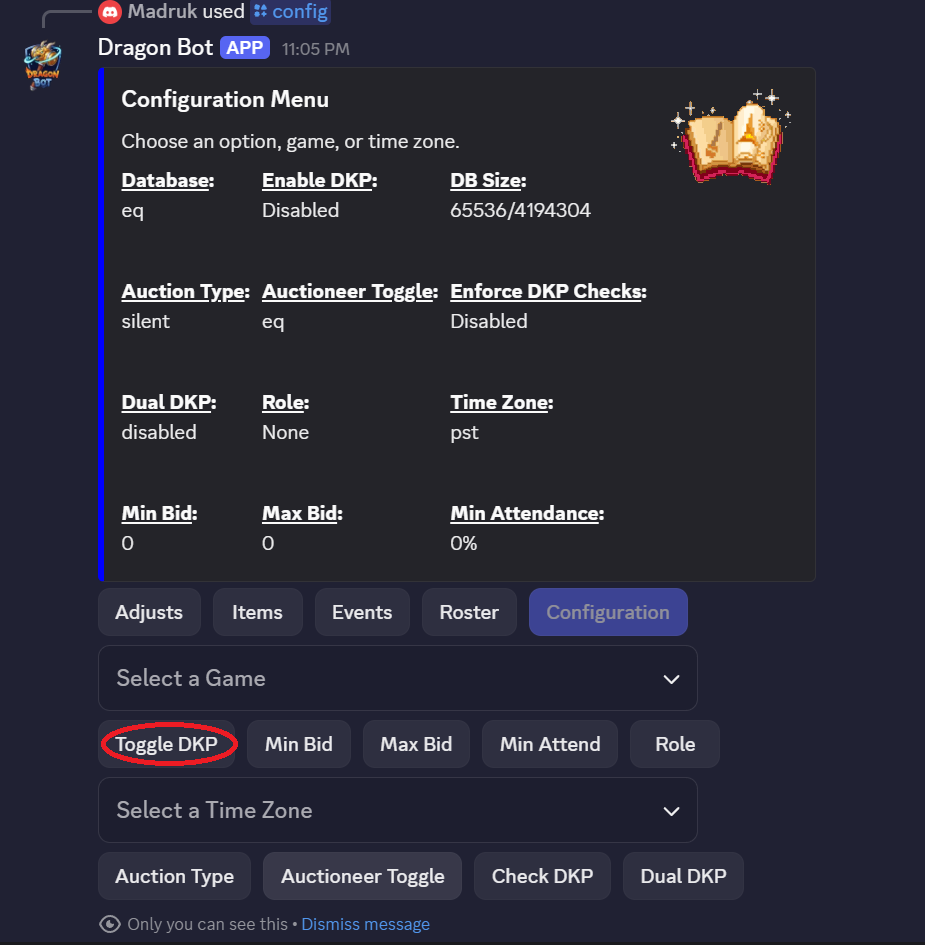 Madruk used config
Dragon Bot APP 11:05 PM
DRAGON
BOT
Configuration Menu
Choose an option, game, or time zone.
Database: Enable DKP: DB Size:
eq Disabled 65536/4194304
Auction Type: Auctioneer Toggle: Enforce DKP Checks:
silent eq Disabled
Dual DKP: Role: Time Zone:
disabled None pst
Min Bid: Max Bid: Min Attendance:
0 0 0%
Adjusts Items Events Roster Configuration
Select a Game
Toggle DKP Min Bid Max Bid Min Attend Role
Select a Time Zone
Auction Type Auctioneer Toggle Check DKP Dual DKP
Only you can see this • Dismiss message